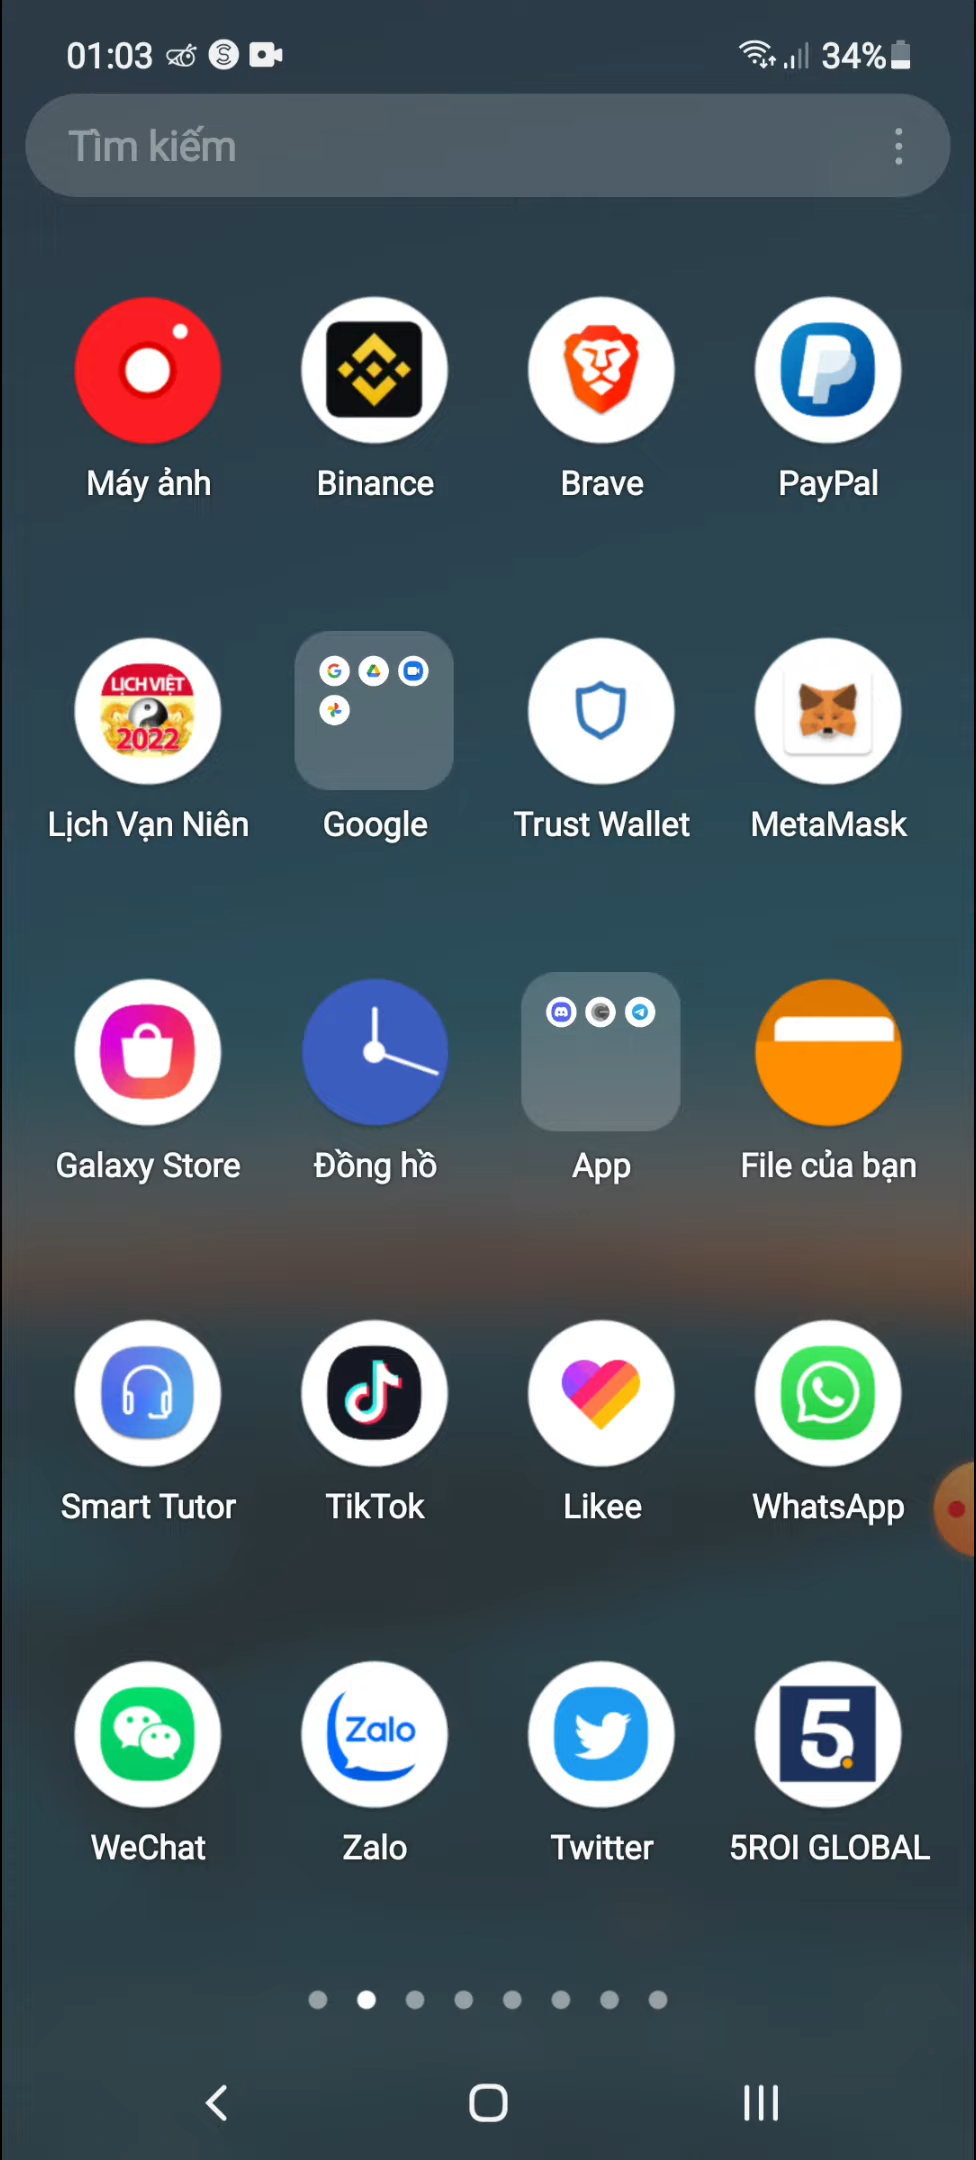 01:03 34%
Tìm kiếm
Máy ảnh Binance Brave PayPal
LỊCH VIỆT
2022
Lịch Vạn Niên Google Trust Wallet MetaMask
Galaxy Store Đồng hồ App File của bạn
Smart Tutor TikTok Likee WhatsApp
Zalo 5
WeChat Zalo Twitter 5ROI GLOBAL